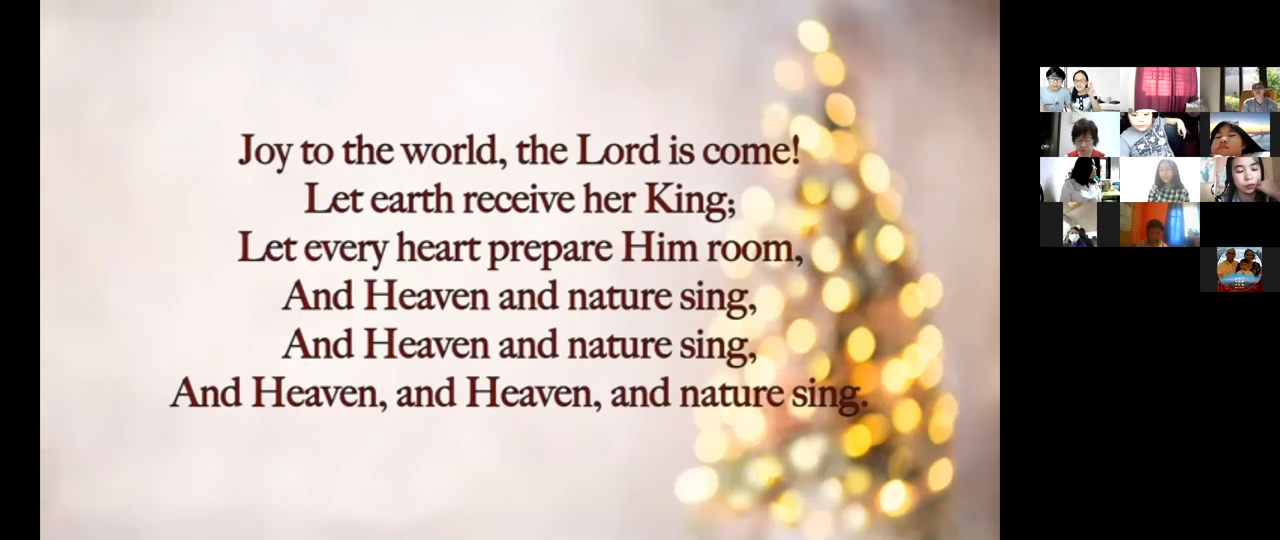 Joy to the world, the Lord is come!
Let earth receive her King;
Let every heart prepare Him room,
And Heaven and nature sing,
And Heaven and nature sing,
And Heaven, and Heaven, and nature sing.